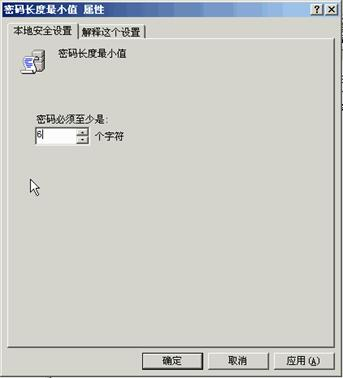 密码长度最小值 属性
本地安全设置 解释这个设置
密码长度最小值
密码必须至少是:
6 个字符
确定 取消 应用(A)